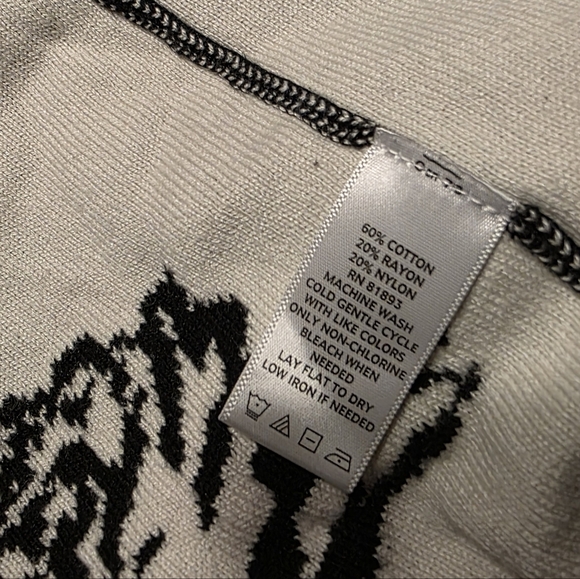 60% COTTON
20% RAYON
20% NYLON
RN 81893
MACHINE WASH
COLD GENTLE CYCLE
WITH LIKE COLORS
ONLY NON-CHLORINE
BLEACH WHEN
NEEDED
LAY FLAT TO DRY
LOW IRON IF NEEDED